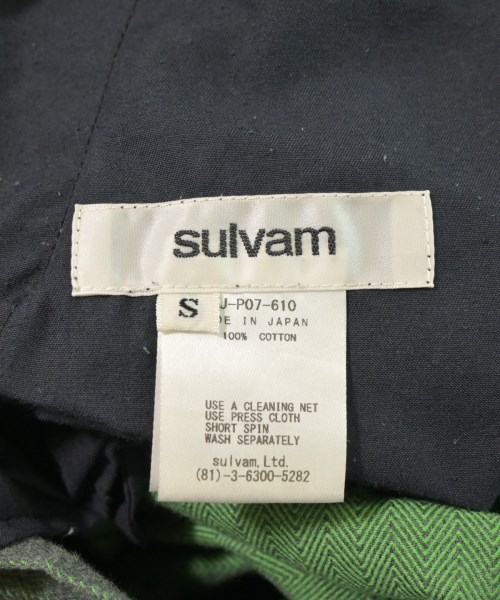 sulvam
S
J-P07-610
DE IN JAPAN
100% COTTON
USE A CLEANING NET
USE PRESS CLOTH
SHORT SPIN
WASH SEPARATELY
sulvam,Ltd.
(81)-3-6300-5282